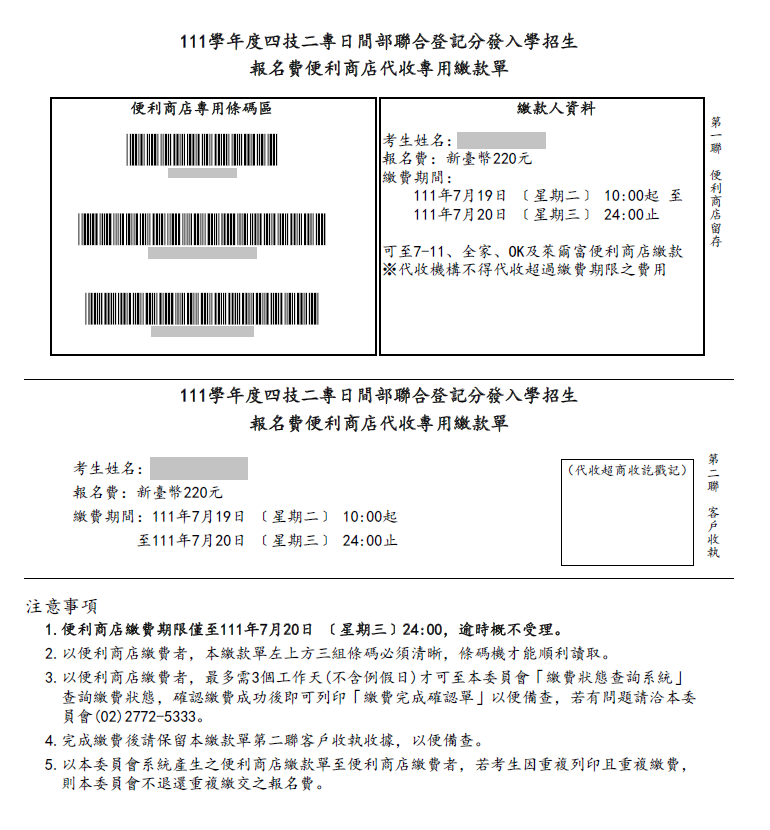 111學年度四技二專日間部聯合登記分發入學招生
報名費便利商店代收專用繳款單
便利商店專用條碼區
繳款人資料
考生姓名：
報名費：新臺幣220元
繳費期間：
111年7月19日 〔星期二〕 10:00起 至
111年7月20日 〔星期三〕 24:00止
可至7-11、全家、OK及萊爾富便利商店繳款
※代收機構不得代收超過繳費期限之費用
第一聯 便利商店留存
111學年度四技二專日間部聯合登記分發入學招生
報名費便利商店代收專用繳款單
考生姓名：
報名費：新臺幣220元
繳費期間：111年7月19日 〔星期二〕 10:00起
至111年7月20日 〔星期三〕 24:00止
(代收超商收訖戳記)
第二聯 客戶收執
注意事項
1. 便利商店繳費期限僅至111年7月20日 〔星期三〕24:00，逾時概不受理。
2. 以便利商店繳費者，本繳款單左上方三組條碼必須清晰，條碼機才能順利讀取。
3. 以便利商店繳費者，最多需3個工作天(不含例假日)才可至本委員會「繳費狀態查詢系統」
查詢繳費狀態，確認繳費成功後即可列印「繳費完成確認單」以便備查，若有問題請洽本委
員會(02)2772-5333。
4. 完成繳費後請保留本繳款單第二聯客戶收執收據，以便備查。
5. 以本委員會系統產生之便利商店繳款單至便利商店繳費者，若考生因重複列印且重複繳費，
則本委員會不退還重複繳交之報名費。